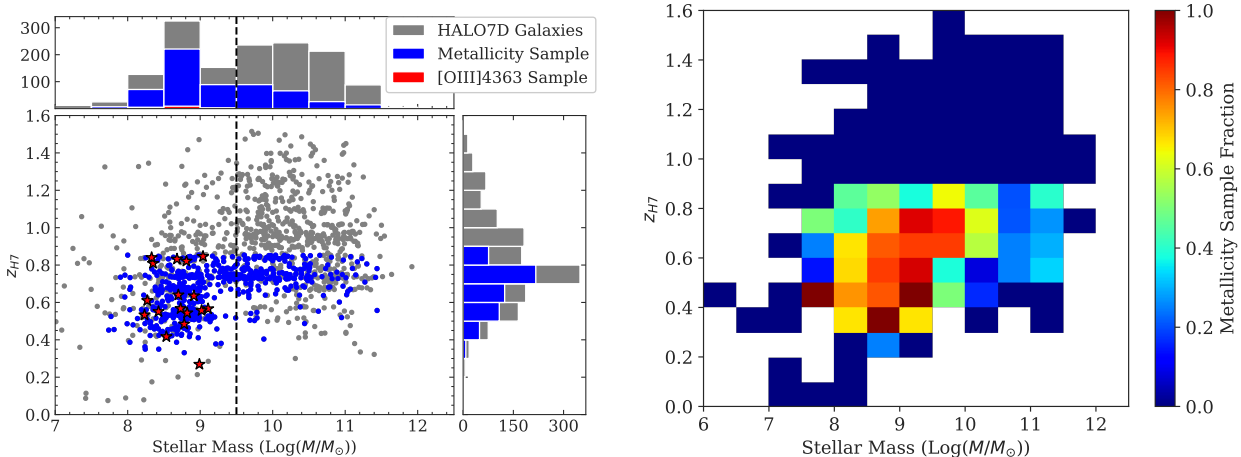 300
200
100
HALO7D Galaxies
Metallicity Sample
[OIII]4363 Sample
1.6
1.4
1.2
1.0
0.8
0.6
0.4
0.2
0.0
z_{H7}
7 8 9 10 11 12
Stellar Mass (Log(M/M_⊙))
0 150 300
1.6
1.4
1.2
1.0
0.8
0.6
0.4
0.2
0.0
z_{H7}
6 7 8 9 10 11 12
Stellar Mass (Log(M/M_⊙))
1.0
0.8
0.6
0.4
0.2
0.0
Metallicity Sample Fraction